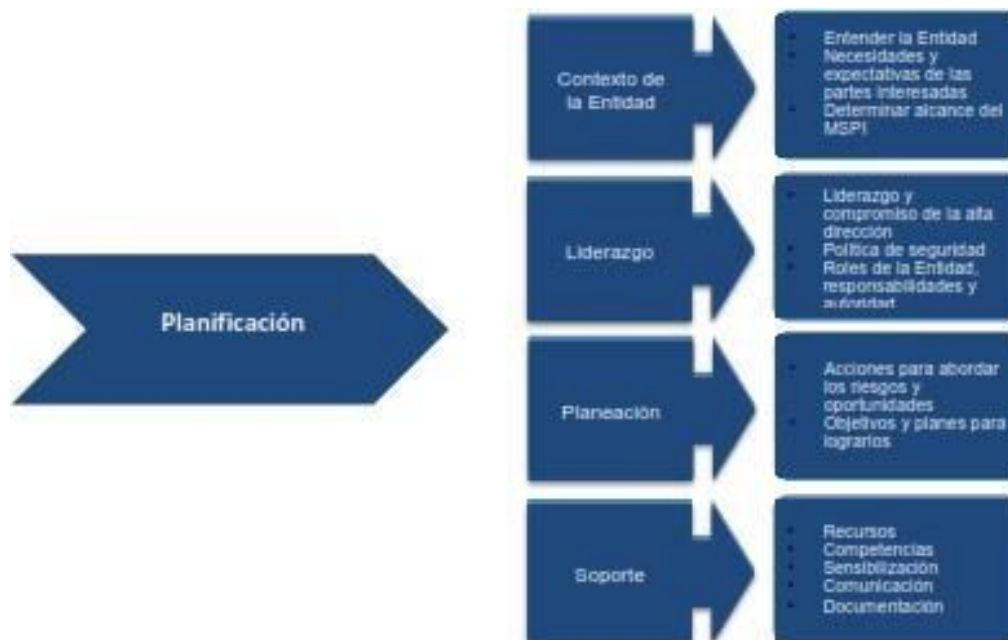 Planificación
Contexto de
la Entidad
Entender la Entidad
Necesidades y
expectativas de las
partes interesadas
Determinar alcance del
MSPI
Liderazgo
Liderazgo y
compromiso de la alta
dirección
Política de seguridad
Roles de la Entidad,
responsabilidades y
autoridad
Planeación
Acciones para abordar
los riesgos y
oportunidades
Objetivos y planes para
lograrlos
Soporte
Recursos
Competencias
Sensibilización
Comunicación
Documentación